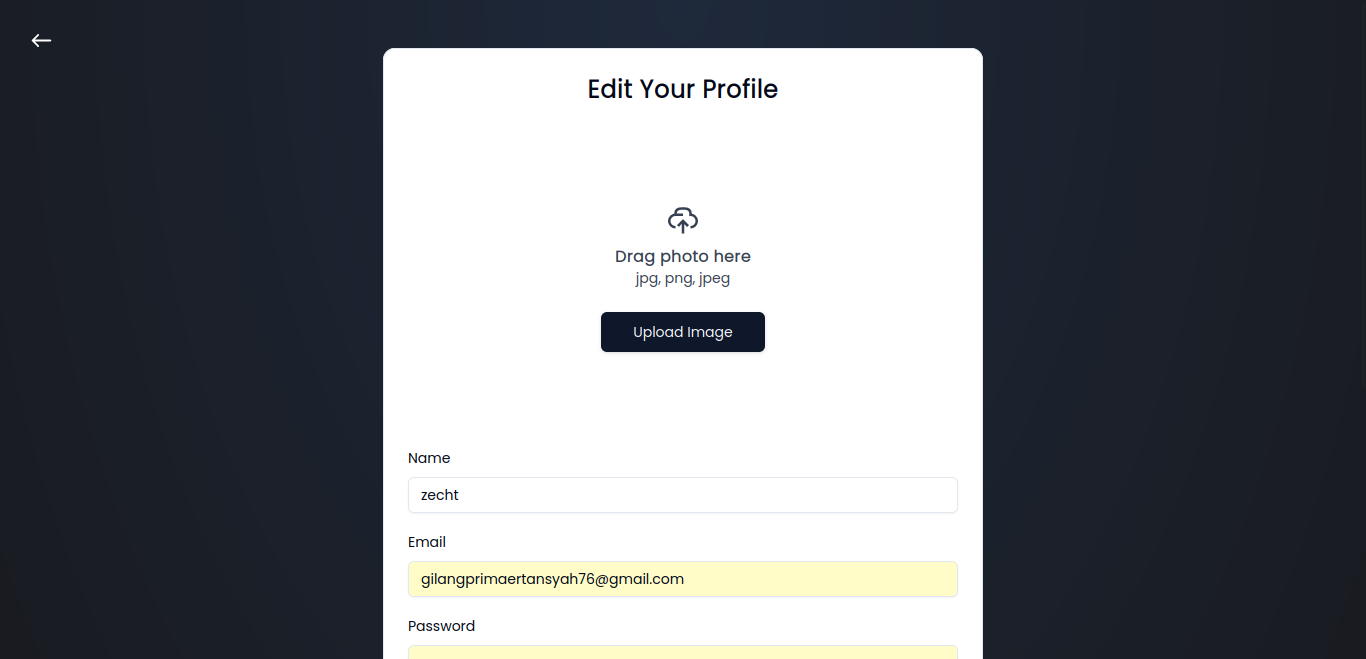 Edit Your Profile
Drag photo here
jpg, png, jpeg
Upload Image
Name
zecht
Email
gilangprimaertansyah76@gmail.com
Password